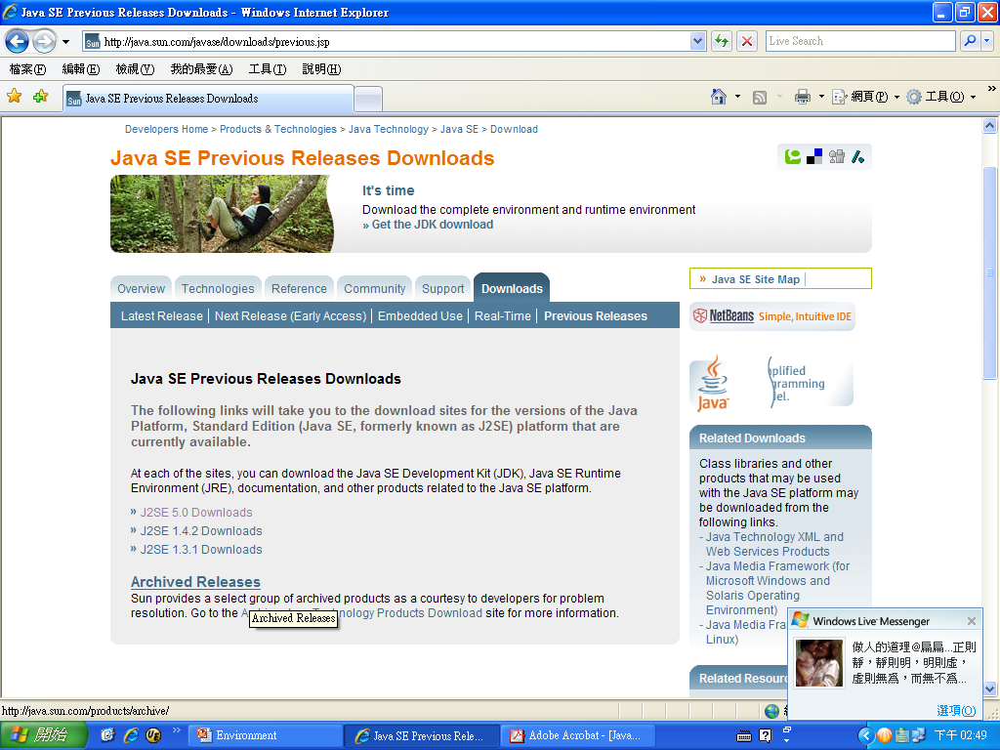 Java SE Previous Releases Downloads - Windows Internet Explorer
Sun http://java.sun.com/javase/downloads/previous.jsp
Live Search
檔案(F) 編輯(E) 檢視(V) 我的最愛(A) 工具(T) 說明(H)
Sun Java SE Previous Releases Downloads
網頁(P) 工具(O) »
Developers Home > Products & Technologies > Java Technology > Java SE > Download
Java SE Previous Releases Downloads
It's time
Download the complete environment and runtime environment
» Get the JDK download
Overview Technologies Reference Community Support Downloads
Latest Release | Next Release (Early Access) | Embedded Use | Real-Time | Previous Releases
Java SE Previous Releases Downloads
The following links will take you to the download sites for the versions of the Java
Platform, Standard Edition (Java SE, formerly known as J2SE) platform that are
currently available.
At each of the sites, you can download the Java SE Development Kit (JDK), Java SE Runtime
Environment (JRE), documentation, and other products related to the Java SE platform.
» J2SE 5.0 Downloads
» J2SE 1.4.2 Downloads
» J2SE 1.3.1 Downloads
Archived Releases
Sun provides a select group of archived products as a courtesy to developers for problem
resolution. Go to the Technology Products Download site for more information.
Archived Releases
» Java SE Site Map |
NetBeans Simple, Intuitive IDE
Java
plified
gramming
el.
Related Downloads
Class libraries and other
products that may be used
with the Java SE platform may
be downloaded from the
following links.
- Java Technology XML and
Web Services Products
- Java Media Framework (for
Microsoft Windows and
Solaris Operating
Environment)
- Java Media Fra
Linux)
Related Resour
Windows Live Messenger
做人的道理@扁扁...正則
靜，靜則明，明則虛，
虛則無為，而無不為...
選項(O)
http://java.sun.com/products/archive/
開始 » Environment Java SE Previous Rele... Adobe Acrobat - [Java... 下午 02:49